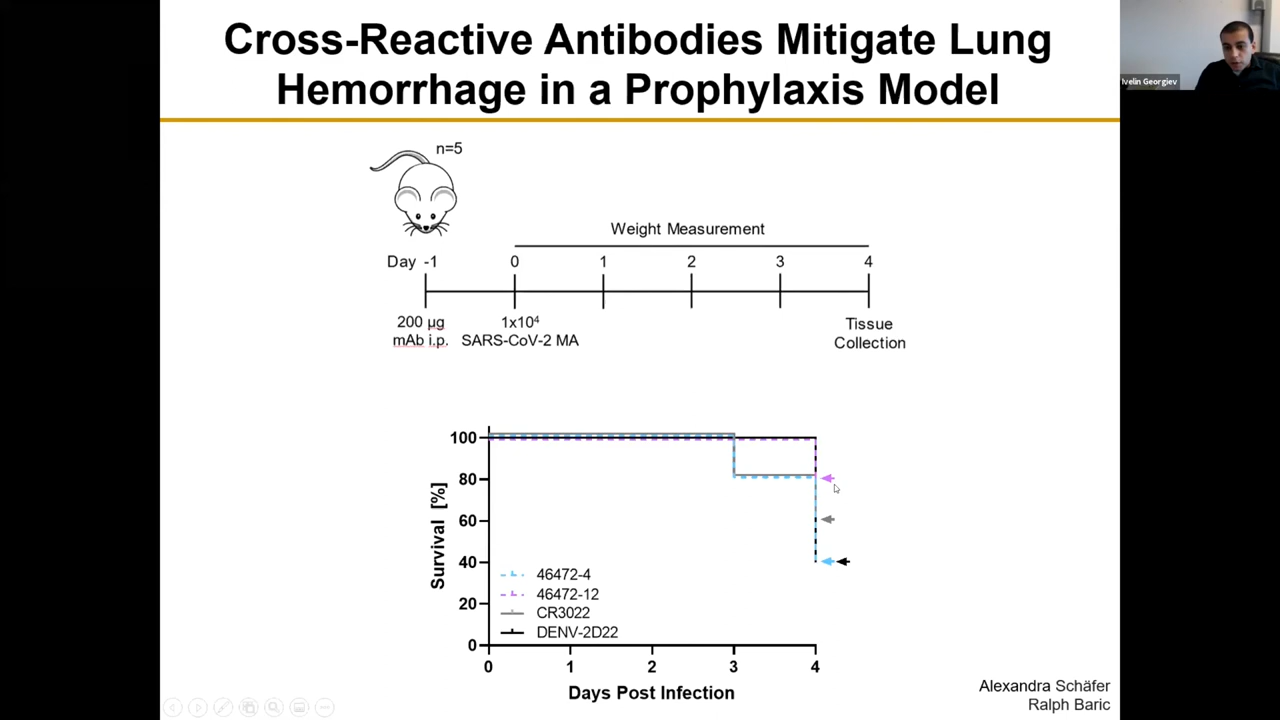 Cross-Reactive Antibodies Mitigate Lung
Hemorrhage in a Prophylaxis Model
Ivelin Georgiev
n=5
Weight Measurement
Day -1 0 1 2 3 4
200 µg
mAb i.p.
1x10⁴
SARS-CoV-2 MA
Tissue
Collection
Survival [%]
100
80
60
40
20
0
46472-4
46472-12
CR3022
DENV-2D22
0 1 2 3 4
Days Post Infection
Alexandra Schäfer
Ralph Baric